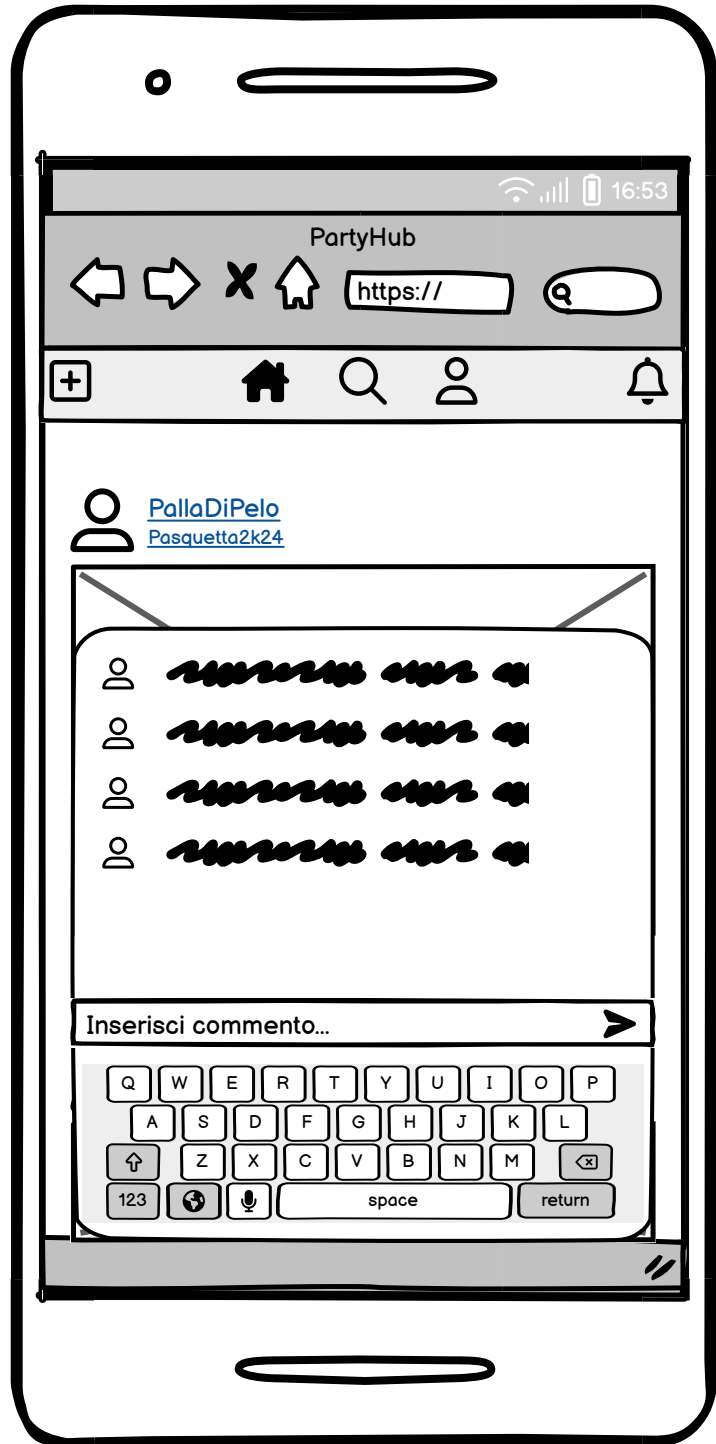 16:53
PartyHub
https://
PallaDiPelo
Pasquetta2k24
Inserisci commento...
Q W E R T Y U I O P
A S D F G H J K L
Z X C V B N M
123 space return